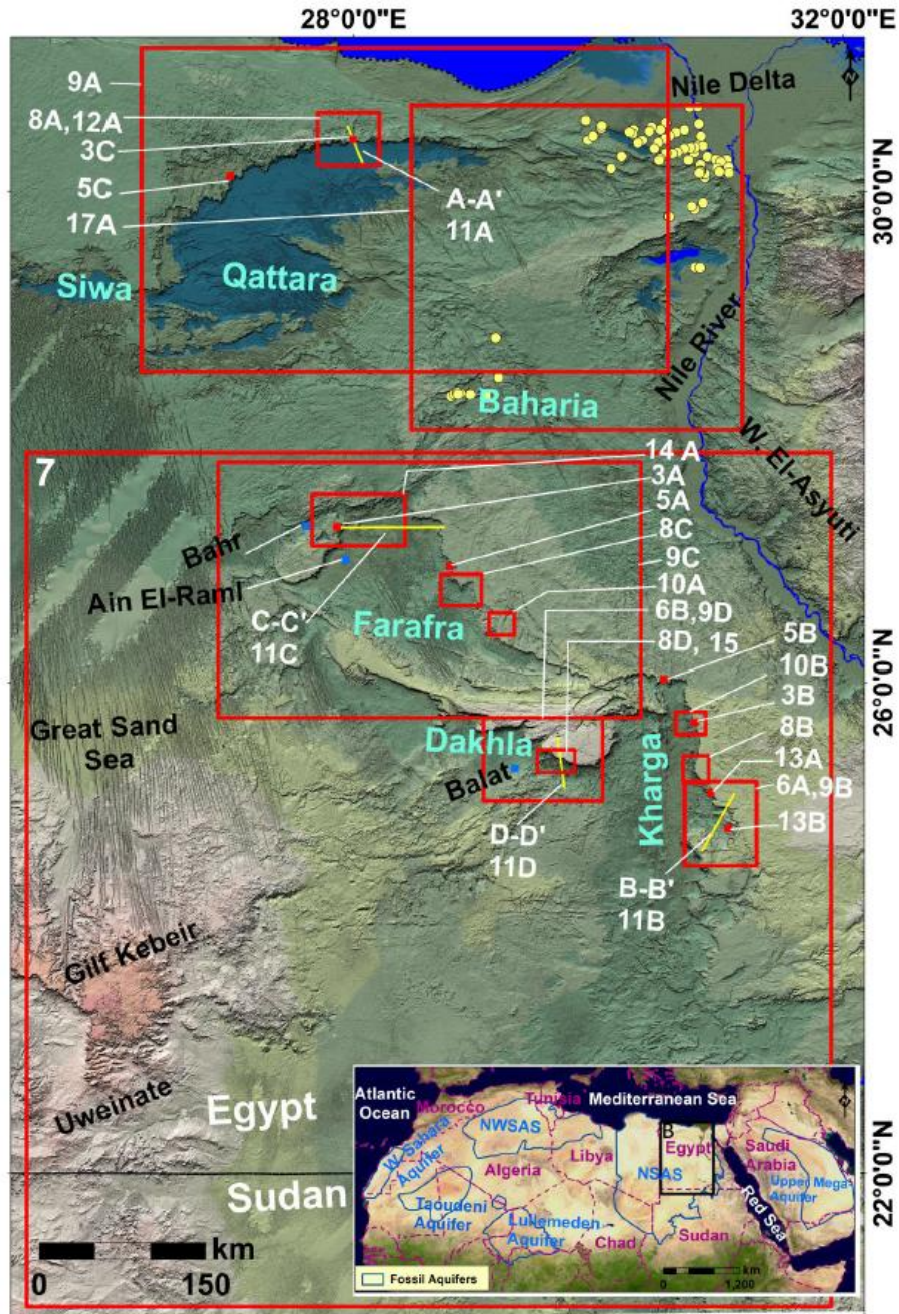 28°0'0"E
32°0'0"E
9A
Nile Delta
8A,12A
3C
5C
A-A'
11A
17A
30°0'0"N
Siwa
Qattara
Nile River
Baharia
W. El-Asyuti
7
14 A
3A
5A
8C
9C
10A
6B,9D
8D, 15
Bahr
Ain El-Raml
C-C'
11C
Farafra
5B
10B
3B
8B
13A
6A,9B
13B
26°0'0"N
Great Sand
Sea
Dakhla
Balat
Kharga
D-D'
11D
B-B'
11B
Gilf Kebeir
Uweinate
Egypt
Sudan
22°0'0"N
km
0 150
Atlantic
Ocean
Morocco
Tunisia
Mediterranean Sea
B
NWSAS
W. Sahara
Aquifer
Algeria
Libya
Egypt
NSAS
Saudi
Arabia
Upper Mega-
Aquifer
Taoudeni
Aquifer
Lullemeden
Aquifer
Chad
Sudan
Red Sea
Fossil Aquifers
km
0 1,200